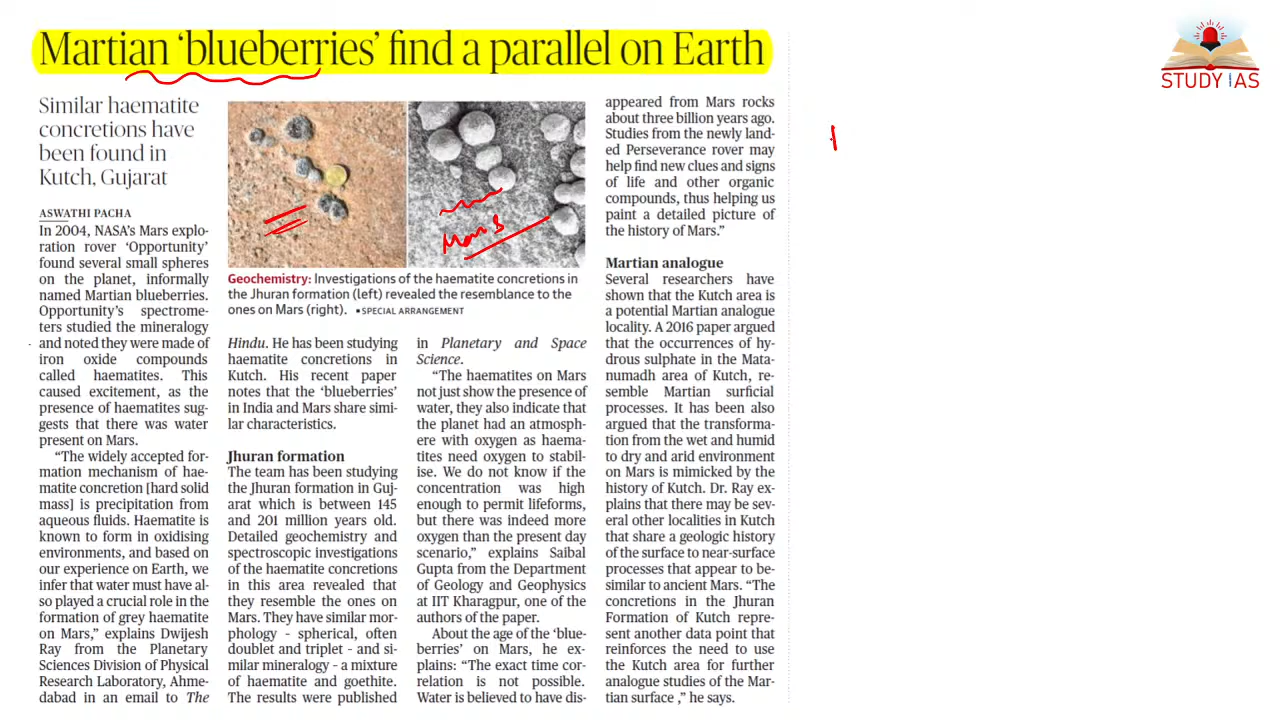 Martian ‘blueberries’ find a parallel on Earth
Similar haematite
concretions have
been found in
Kutch, Gujarat
ASWATHI PACHA
In 2004, NASA’s Mars explo-
ration rover ‘Opportunity’
found several small spheres
on the planet, informally
named Martian blueberries.
Opportunity’s spectrome-
ters studied the mineralogy
and noted they were made of
iron oxide compounds
called haematites. This
caused excitement, as the
presence of haematites sug-
gests that there was water
present on Mars.
“The widely accepted for-
mation mechanism of hae-
matite concretion [hard solid
mass] is precipitation from
aqueous fluids. Haematite is
known to form in oxidising
environments, and based on
our experience on Earth, we
infer that water must have al-
so played a crucial role in the
formation of grey haematite
on Mars,” explains Dwijesh
Ray from the Planetary
Sciences Division of Physical
Research Laboratory, Ahme-
dabad in an email to The
Mars
Geochemistry: Investigations of the haematite concretions in
the Jhuran formation (left) revealed the resemblance to the
ones on Mars (right). ▪SPECIAL ARRANGEMENT
Hindu. He has been studying
haematite concretions in
Kutch. His recent paper
notes that the ‘blueberries’
in India and Mars share simi-
lar characteristics.
Jhuran formation
The team has been studying
the Jhuran formation in Guj-
arat which is between 145
and 201 million years old.
Detailed geochemistry and
spectroscopic investigations
of the haematite concretions
in this area revealed that
they resemble the ones on
Mars. They have similar mor-
phology - spherical, often
doublet and triplet - and si-
milar mineralogy - a mixture
of haematite and goethite.
The results were published
in Planetary and Space
Science.
“The haematites on Mars
not just show the presence of
water, they also indicate that
the planet had an atmosph-
ere with oxygen as haema-
tites need oxygen to stabil-
ise. We do not know if the
concentration was high
enough to permit lifeforms,
but there was indeed more
oxygen than the present day
scenario,” explains Saibal
Gupta from the Department
of Geology and Geophysics
at IIT Kharagpur, one of the
authors of the paper.
About the age of the ‘blue-
berries’ on Mars, he ex-
plains: “The exact time cor-
relation is not possible.
Water is believed to have dis-
appeared from Mars rocks
about three billion years ago.
Studies from the newly land-
ed Perseverance rover may
help find new clues and signs
of life and other organic
compounds, thus helping us
paint a detailed picture of
the history of Mars.”
Martian analogue
Several researchers have
shown that the Kutch area is
a potential Martian analogue
locality. A 2016 paper argued
that the occurrences of hy-
drous sulphate in the Mata-
numadh area of Kutch, re-
semble Martian surficial
processes. It has been also
argued that the transforma-
tion from the wet and humid
to dry and arid environment
on Mars is mimicked by the
history of Kutch. Dr. Ray ex-
plains that there may be sev-
eral other localities in Kutch
that share a geologic history
of the surface to near-surface
processes that appear to be
similar to ancient Mars. “The
concretions in the Jhuran
Formation of Kutch repre-
sent another data point that
reinforces the need to use
the Kutch area for further
analogue studies of the Mar-
tian surface ,” he says.
STUDY IAS